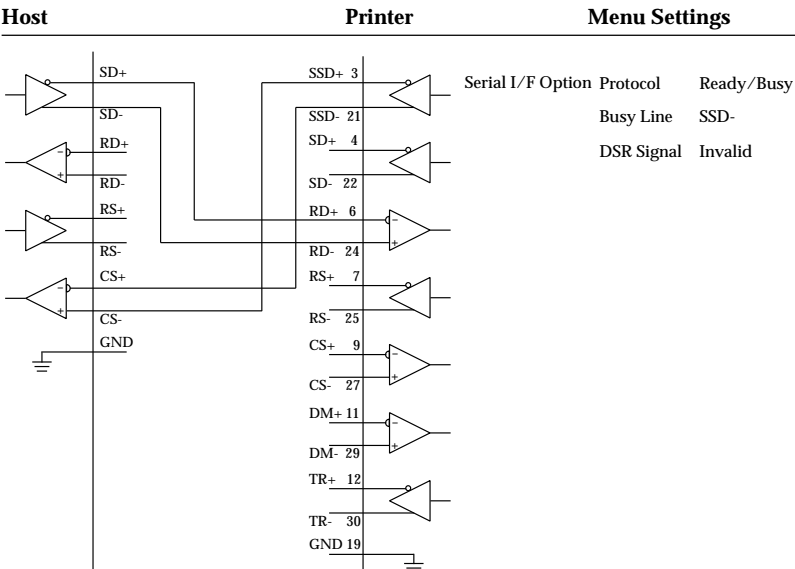 Host Printer Menu Settings
SD+ SSD+ 3 Serial I/F Option Protocol Ready/Busy
SD- SSD- 21 Busy Line SSD-
RD+ SD+ 4 DSR Signal Invalid
RD- SD- 22
RS+ RD+ 6
RS- RD- 24
CS+ RS+ 7
CS- RS- 25
GND CS+ 9
CS- 27
DM+ 11
DM- 29
TR+ 12
TR- 30
GND 19